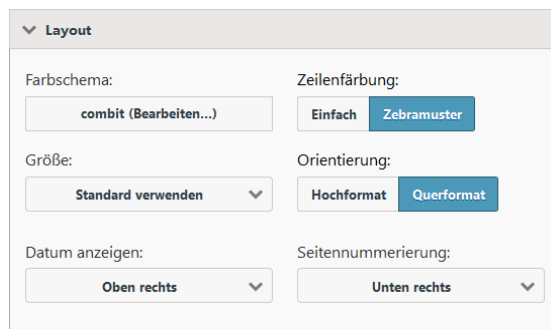 Layout
Farbschema: Zeilenfärbung:
combit (Bearbeiten...) Einfach Zebramuster
Größe: Orientierung:
Standard verwenden Hochformat Querformat
Datum anzeigen: Seitennummerierung:
Oben rechts Unten rechts